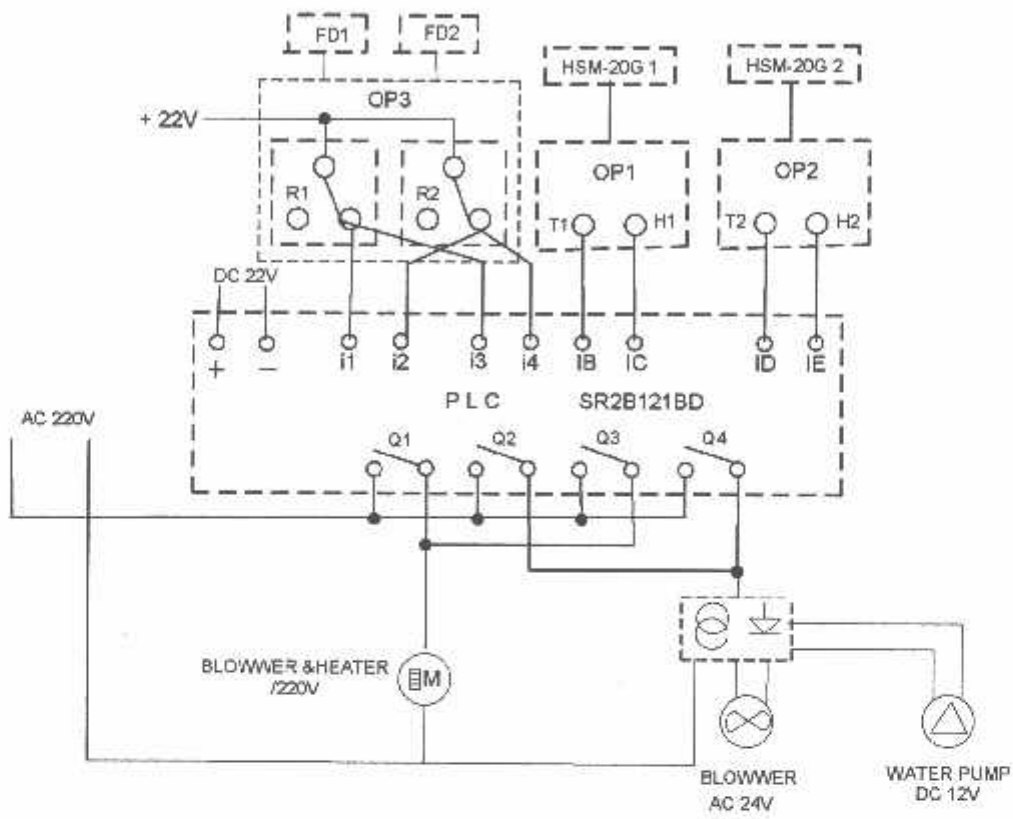 FD1
FD2
HSM-20G 1
HSM-20G 2
OP3
+ 22V
OP1
OP2
R1
R2
T1
H1
T2
H2
DC 22V
+
−
i1
i2
i3
i4
IB
IC
ID
IE
P L C SR2B121BD
AC 220V
Q1
Q2
Q3
Q4
BLOWWER &HEATER
/220V
M
BLOWWER
AC 24V
WATER PUMP
DC 12V